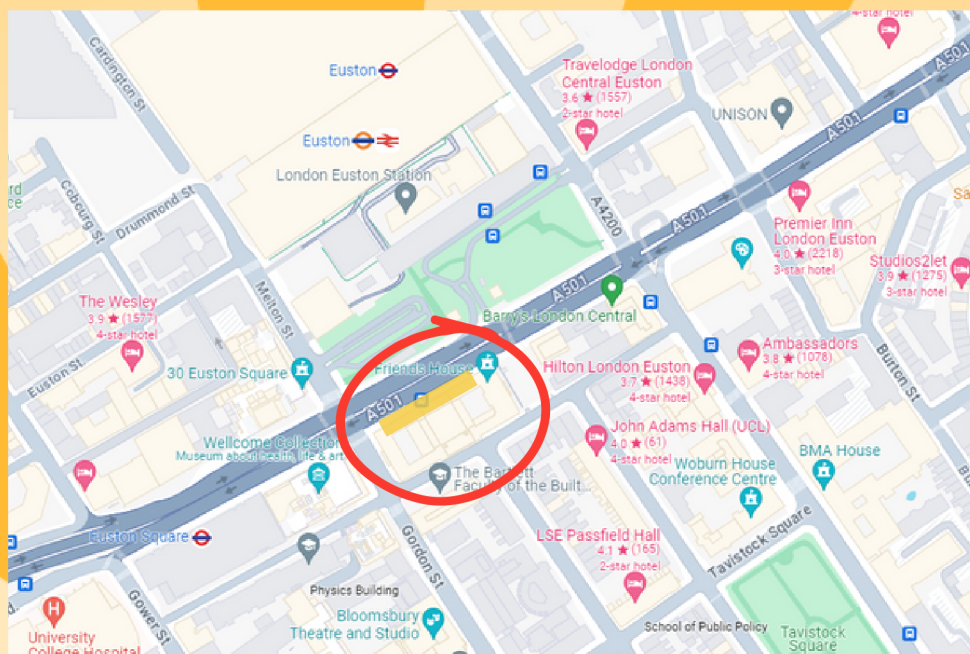 4-star hotel
A501
Cardington St
Euston
Travelodge London
Central Euston
3.6 ★ (1557)
2-star hotel
UNISON
A501
Euston
London Euston Station
Cobourg St
Drummond St
A4200
A501
Premier Inn
London Euston
4.0 ★ (2218)
3-star hotel
Studios2let
3.9 ★ (1275)
3-star hotel
Melton St
The Wesley
3.9 ★ (1577)
4-star hotel
A501
Barry's London Central
Euston St
30 Euston Square
Friends House
Hilton London Euston
3.7 ★ (1438)
4-star hotel
Ambassadors
3.8 ★ (1078)
4-star hotel
Burton St
A501
Wellcome Collection
Museum about health, life & art
John Adams Hall (UCL)
4.0 ★ (61)
4-star hotel
The Bartlett
Faculty of the Built...
Woburn House
Conference Centre
BMA House
Euston Square
Gordon St
LSE Passfield Hall
4.1 ★ (165)
2-star hotel
Tavistock Square
Physics Building
Gower St
Bloomsbury
Theatre and Studio
School of Public Policy
Tavistock
Square
H
University
College Hospital